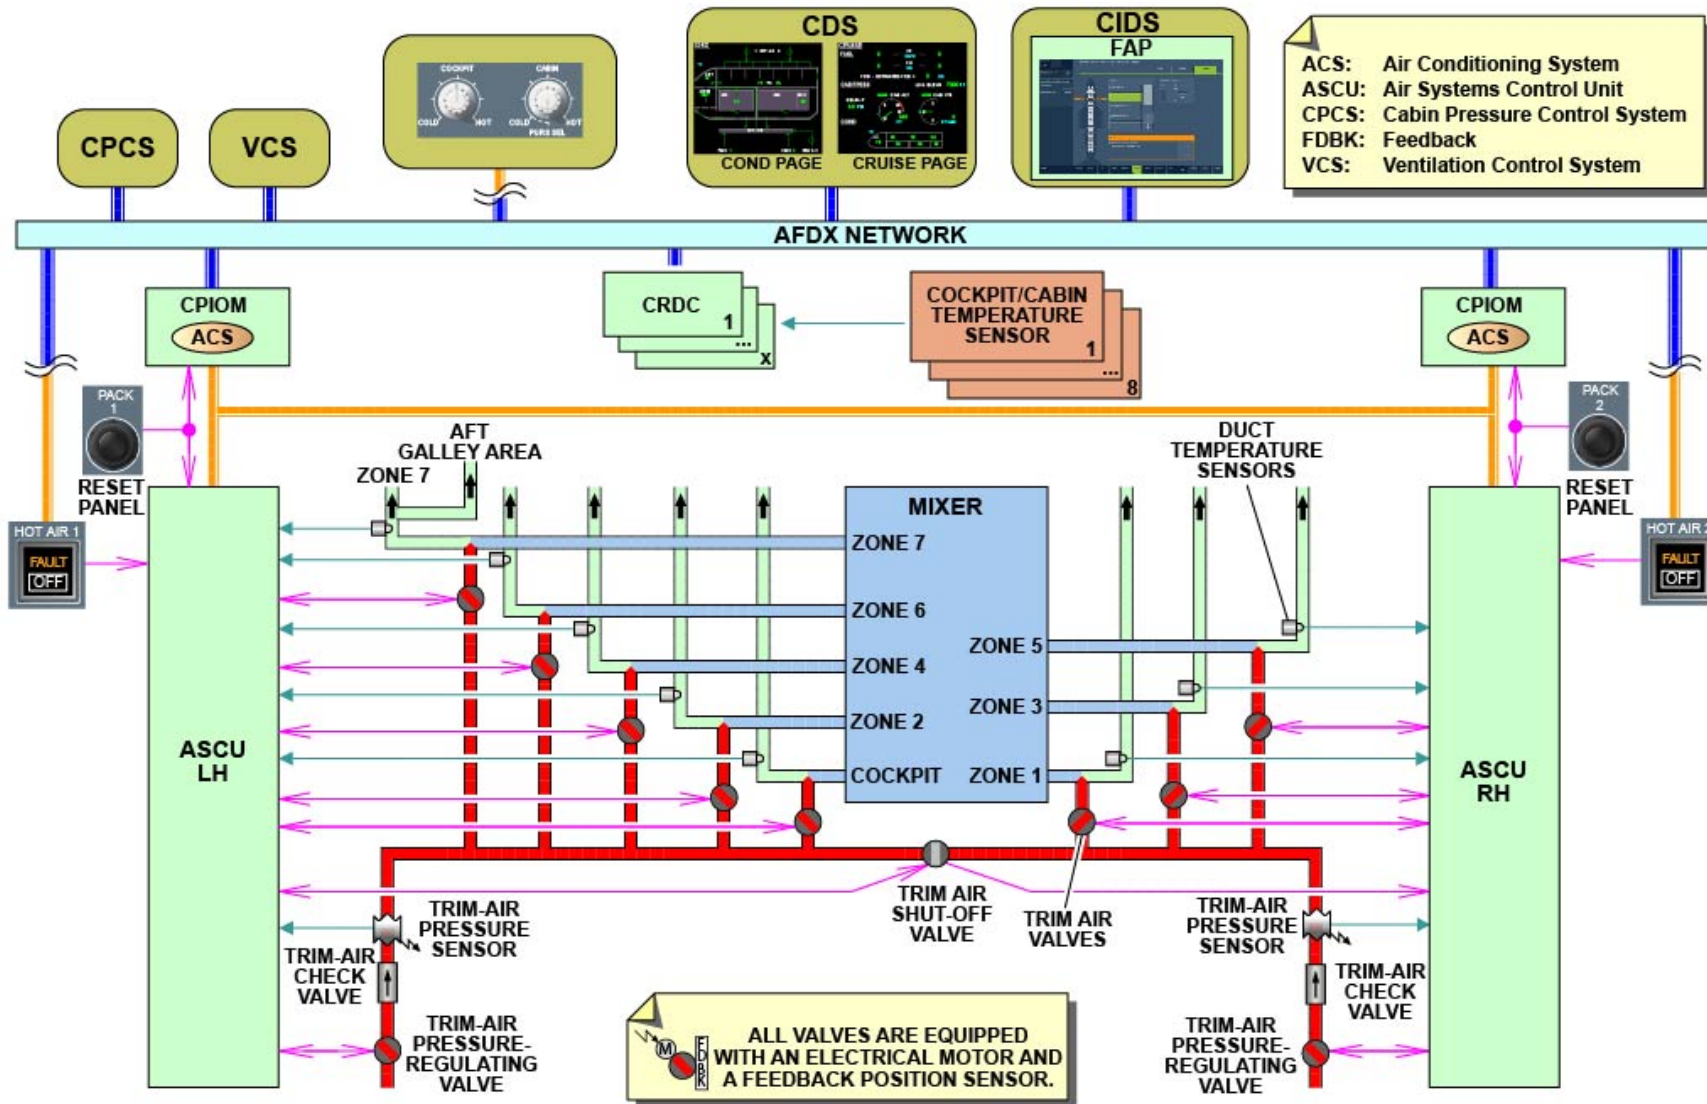 CPCS
VCS
COCKPIT
CABIN
COLD
HOT
COLD
HOT
PURS SEL
CDS
COND PAGE
CRUISE
FUEL
CRUISE PAGE
CIDS
FAP
ACS: Air Conditioning System
ASCU: Air Systems Control Unit
CPCS: Cabin Pressure Control System
FDBK: Feedback
VCS: Ventilation Control System
AFDX NETWORK
CPIOM
ACS
CRDC
1
...
X
COCKPIT/CABIN
TEMPERATURE
SENSOR
1
...
8
CPIOM
ACS
PACK
1
RESET
PANEL
PACK
2
RESET
PANEL
HOT AIR 1
FAULT
OFF
HOT AIR 2
FAULT
OFF
AFT
GALLEY AREA
ZONE 7
DUCT
TEMPERATURE
SENSORS
MIXER
ZONE 7
ZONE 6
ZONE 5
ZONE 4
ZONE 3
ZONE 2
COCKPIT
ZONE 1
ASCU
LH
ASCU
RH
TRIM AIR
SHUT-OFF
VALVE
TRIM AIR
VALVES
TRIM-AIR
PRESSURE
SENSOR
TRIM-AIR
CHECK
VALVE
TRIM-AIR
PRESSURE-
REGULATING
VALVE
TRIM-AIR
PRESSURE
SENSOR
TRIM-AIR
CHECK
VALVE
TRIM-AIR
PRESSURE-
REGULATING
VALVE
M
FDBK
ALL VALVES ARE EQUIPPED
WITH AN ELECTRICAL MOTOR AND
A FEEDBACK POSITION SENSOR.